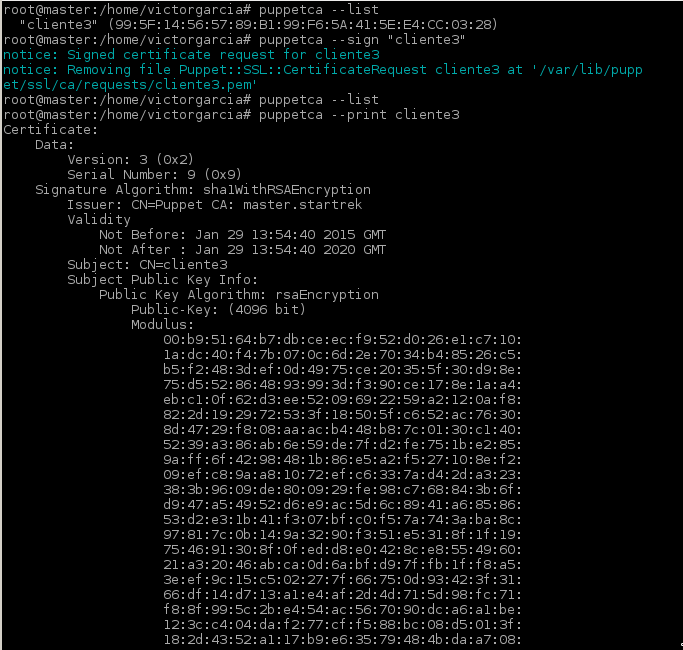 root@master:/home/victorgarcia# puppetca --list
"cliente3" (99:5F:14:56:57:89:B1:99:F6:5A:41:5E:E4:CC:03:28)
root@master:/home/victorgarcia# puppetca --sign "cliente3"
notice: Signed certificate request for cliente3
notice: Removing file Puppet::SSL::CertificateRequest cliente3 at '/var/lib/pupp
et/ssl/ca/requests/cliente3.pem'
root@master:/home/victorgarcia# puppetca --list
root@master:/home/victorgarcia# puppetca --print cliente3
Certificate:
Data:
Version: 3 (0x2)
Serial Number: 9 (0x9)
Signature Algorithm: sha1WithRSAEncryption
Issuer: CN=Puppet CA: master.startrek
Validity
Not Before: Jan 29 13:54:40 2015 GMT
Not After : Jan 29 13:54:40 2020 GMT
Subject: CN=cliente3
Subject Public Key Info:
Public Key Algorithm: rsaEncryption
Public-Key: (4096 bit)
Modulus:
00:b9:51:64:b7:db:ce:ec:f9:52:d0:26:e1:c7:10:
1a:dc:40:f4:7b:07:0c:6d:2e:70:34:b4:85:26:c5:
b5:f2:48:3d:ef:0d:49:75:ce:20:35:5f:30:d9:8e:
75:d5:52:86:48:93:99:3d:f3:90:ce:17:8e:1a:a4:
eb:c1:0f:62:d3:ee:52:09:69:22:59:a2:12:0a:f8:
82:2d:19:29:72:53:3f:18:50:5f:c6:52:ac:76:30:
8d:47:29:f8:08:aa:ac:b4:48:b8:7c:01:30:c1:40:
52:39:a3:86:ab:6e:59:de:7f:d2:fe:75:1b:e2:85:
9a:ff:6f:42:98:48:1b:86:e5:a2:f5:27:10:8e:f2:
09:ef:c8:9a:a8:10:72:ef:c6:33:7a:d4:2d:a3:23:
38:3b:96:09:de:80:09:29:fe:98:c7:68:84:3b:6f:
d9:47:a5:49:52:d6:e9:ac:5d:6c:89:41:a6:85:86:
53:d2:e3:1b:41:f3:07:bf:c0:f5:7a:74:3a:ba:8c:
97:81:7c:0b:14:9a:32:90:f3:51:e5:31:8f:1f:19:
75:46:91:30:8f:0f:ed:d8:e0:42:8c:e8:55:49:60:
21:a3:20:46:ab:ca:0d:6a:bf:d9:7f:fb:1f:f8:a5:
3e:ef:9c:15:c5:02:27:7f:66:75:0d:93:42:3f:31:
66:df:14:d7:13:a1:e4:af:2d:4d:71:5d:98:fc:71:
f8:8f:99:5c:2b:e4:54:ac:56:70:90:dc:a6:a1:be:
12:3c:c4:04:da:f2:77:cf:f5:88:bc:08:d5:01:3f:
18:2d:43:52:a1:17:b9:e6:35:79:48:4b:da:a7:08: